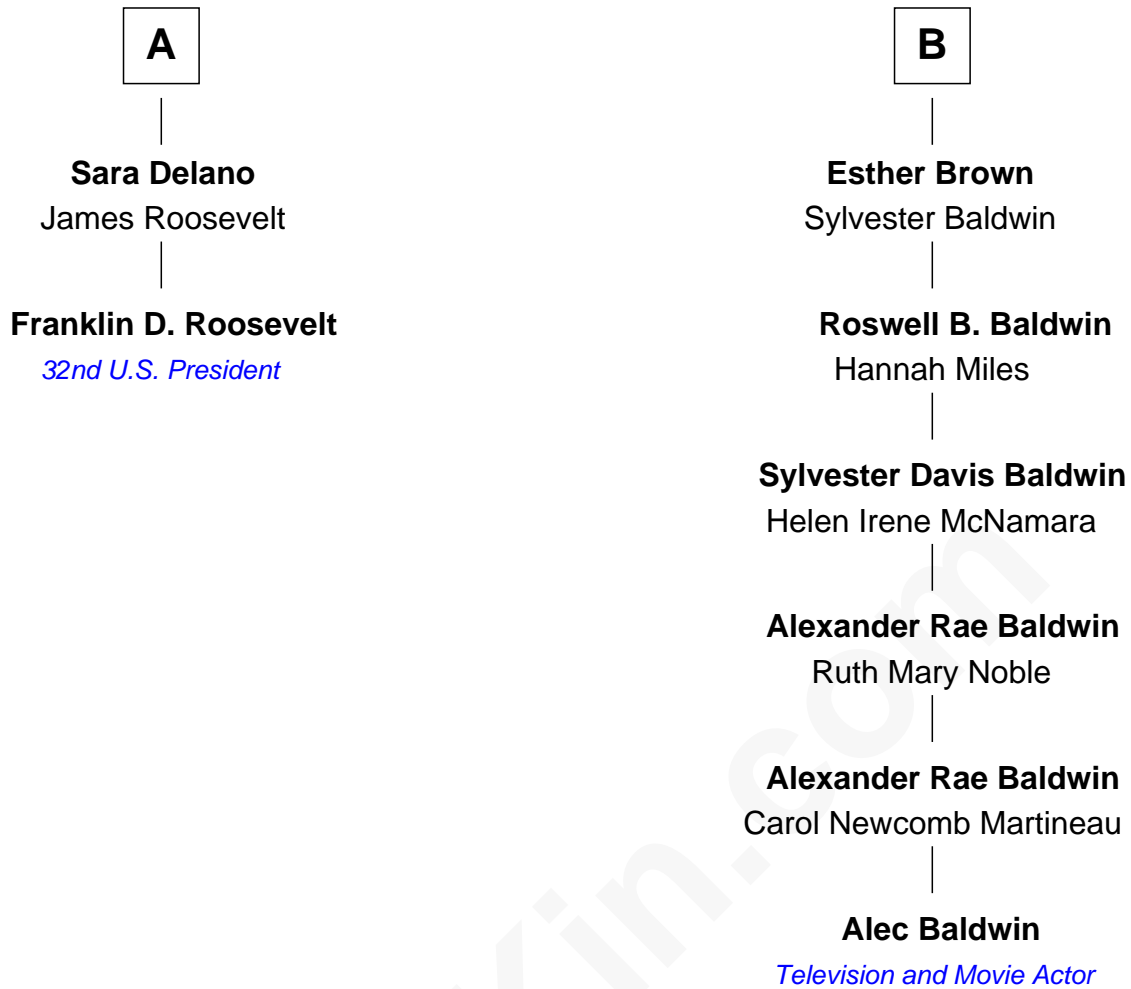 A
Sara Delano
James Roosevelt
Franklin D. Roosevelt
32nd U.S. President
B
Esther Brown
Sylvester Baldwin
Roswell B. Baldwin
Hannah Miles
Sylvester Davis Baldwin
Helen Irene McNamara
Alexander Rae Baldwin
Ruth Mary Noble
Alexander Rae Baldwin
Carol Newcomb Martineau
Alec Baldwin
Television and Movie Actor